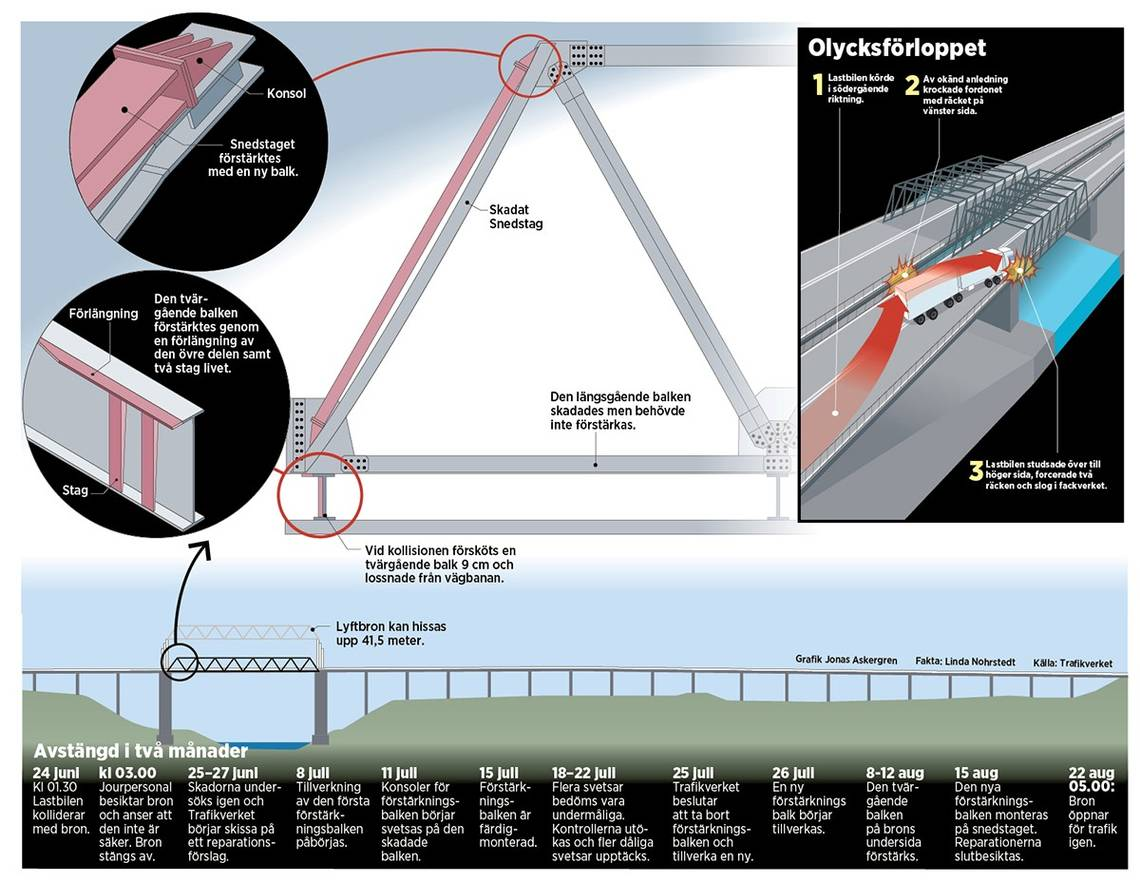 Konsol
Snedstaget
förstärktes
med en ny balk.
Skadat
Snedstag
Förlängning
Den tvär-
gående balken
förstärktes genom
en förlängning av
den övre delen samt
två stag livet.
Stag
Den längsgående balken
skadades men behövde
inte förstärkas.
Vid kollisionen försköts en
tvärgående balk 9 cm och
lossnade från vägbanan.
Olycksförloppet
1 Lastbilen körde
i södergående
riktning.
2 Av okänd anledning
krockade fordonet
med räcket på
vänster sida.
3 Lastbilen studsade över till
höger sida, forcerade två
räcken och slog i fackverket.
Lyftbron kan hissas
upp 41,5 meter.
Grafik Jonas Askergren Fakta: Linda Nohrstedt Källa: Trafikverket
Avstängd i två månader
24 juni
Kl 01.30
Lastbilen
kolliderar
med bron.
kl 03.00
Jourpersonal
besiktar bron
och anser att
den inte är
säker. Bron
stängs av.
25–27 juni
Skadorna under-
söks igen och
Trafikverket
börjar skissa på
ett reparations-
förslag.
8 juli
Tillverkning
av den första
förstärk-
ningsbalken
påbörjas.
11 juli
Konsoler för
förstärknings-
balken börjar
svetsas på den
skadade
balken.
15 juli
Förstärk-
nings-
balken är
färdig-
monterad.
18–22 juli
Flera svetsar
bedöms vara
undermåliga.
Kontrollerna utö-
kas och fler dåliga
svetsar upptäcks.
25 juli
Trafikverket
beslutar
att ta bort
förstärknings-
balken och
tillverka en ny.
26 juli
En ny
förstärknings
balk börjar
tillverkas.
8-12 aug
Den tvär-
gående
balken
på brons
undersida
förstärks.
15 aug
Den nya
förstärknings-
balken monteras
på snedstaget.
Reparationerna
slutbesiktas.
22 aug
05.00:
Bron
öppnar
för trafik
igen.